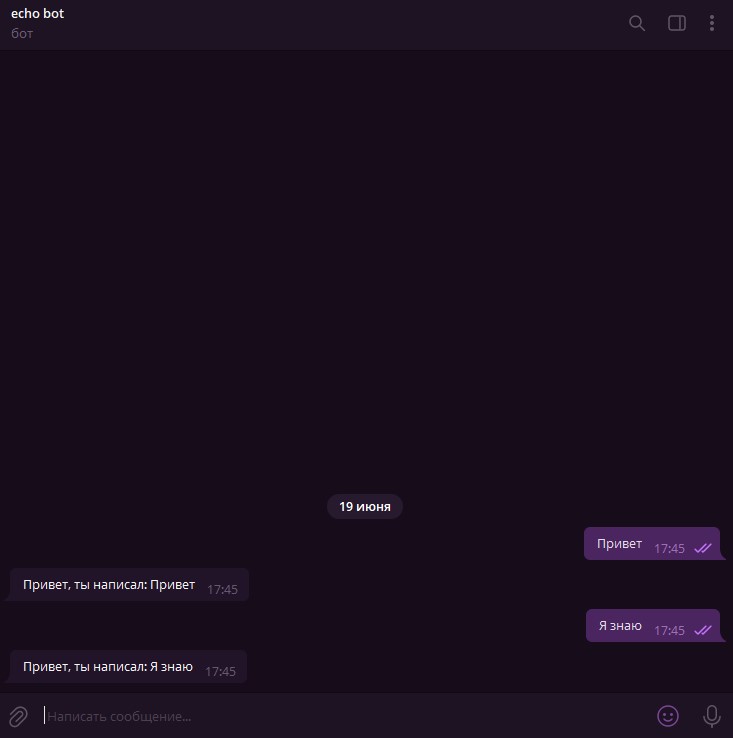 echo bot
бот
19 июня
Привет 17:45
Привет, ты написал: Привет 17:45
Я знаю 17:45
Привет, ты написал: Я знаю 17:45
Написать сообщение...